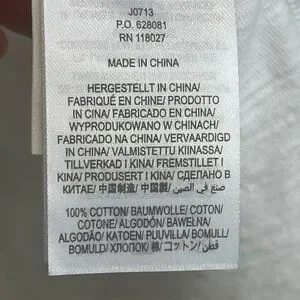 J0713
P.O. 628081
RN 118027
MADE IN CHINA
HERGESTELLT IN CHINA/
FABRIQUÉ EN CHINE/ PRODOTTO
IN CINA/ FABRICADO EN CHINA/
WYPRODUKOWANO W CHINACH/
FABRICADO NA CHINA/ VERVAARDIGD
IN CHINA/ VALMISTETTU KIINASSA/
TILLVERKAD I KINA/ FREMSTILLET I
KINA/ PRODUSERT I KINA/ СДЕЛАНО В
КИТАЕ/ 中国制造/ 中国製/ صنع في الصين/
100% COTTON/ BAUMWOLLE/ COTON/
COTONE/ ALGODÓN/ BAWEŁNA/
ALGODÃO/ KATOEN/ PUUVILLA/ BOMULL/
BOMULD/ ХЛОПОК/ 棉/ コットン/ قطن/